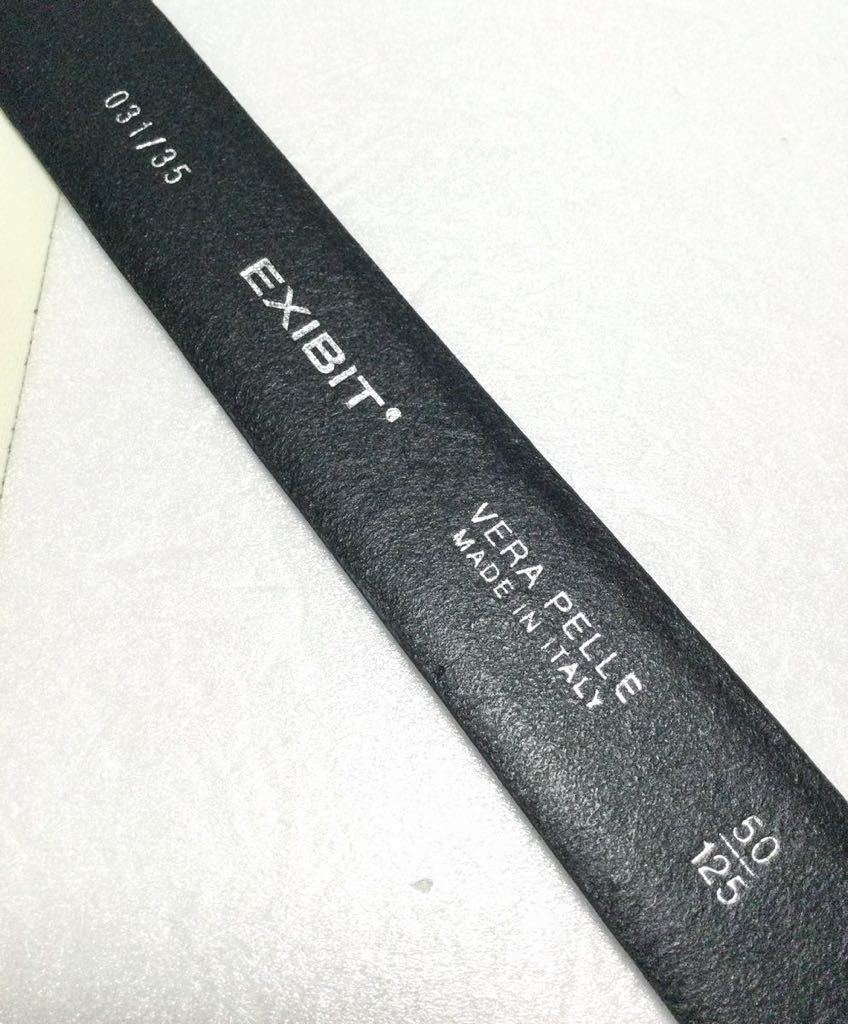 031/35
EXIBIT®
VERA PELLE
MADE IN ITALY
50
125